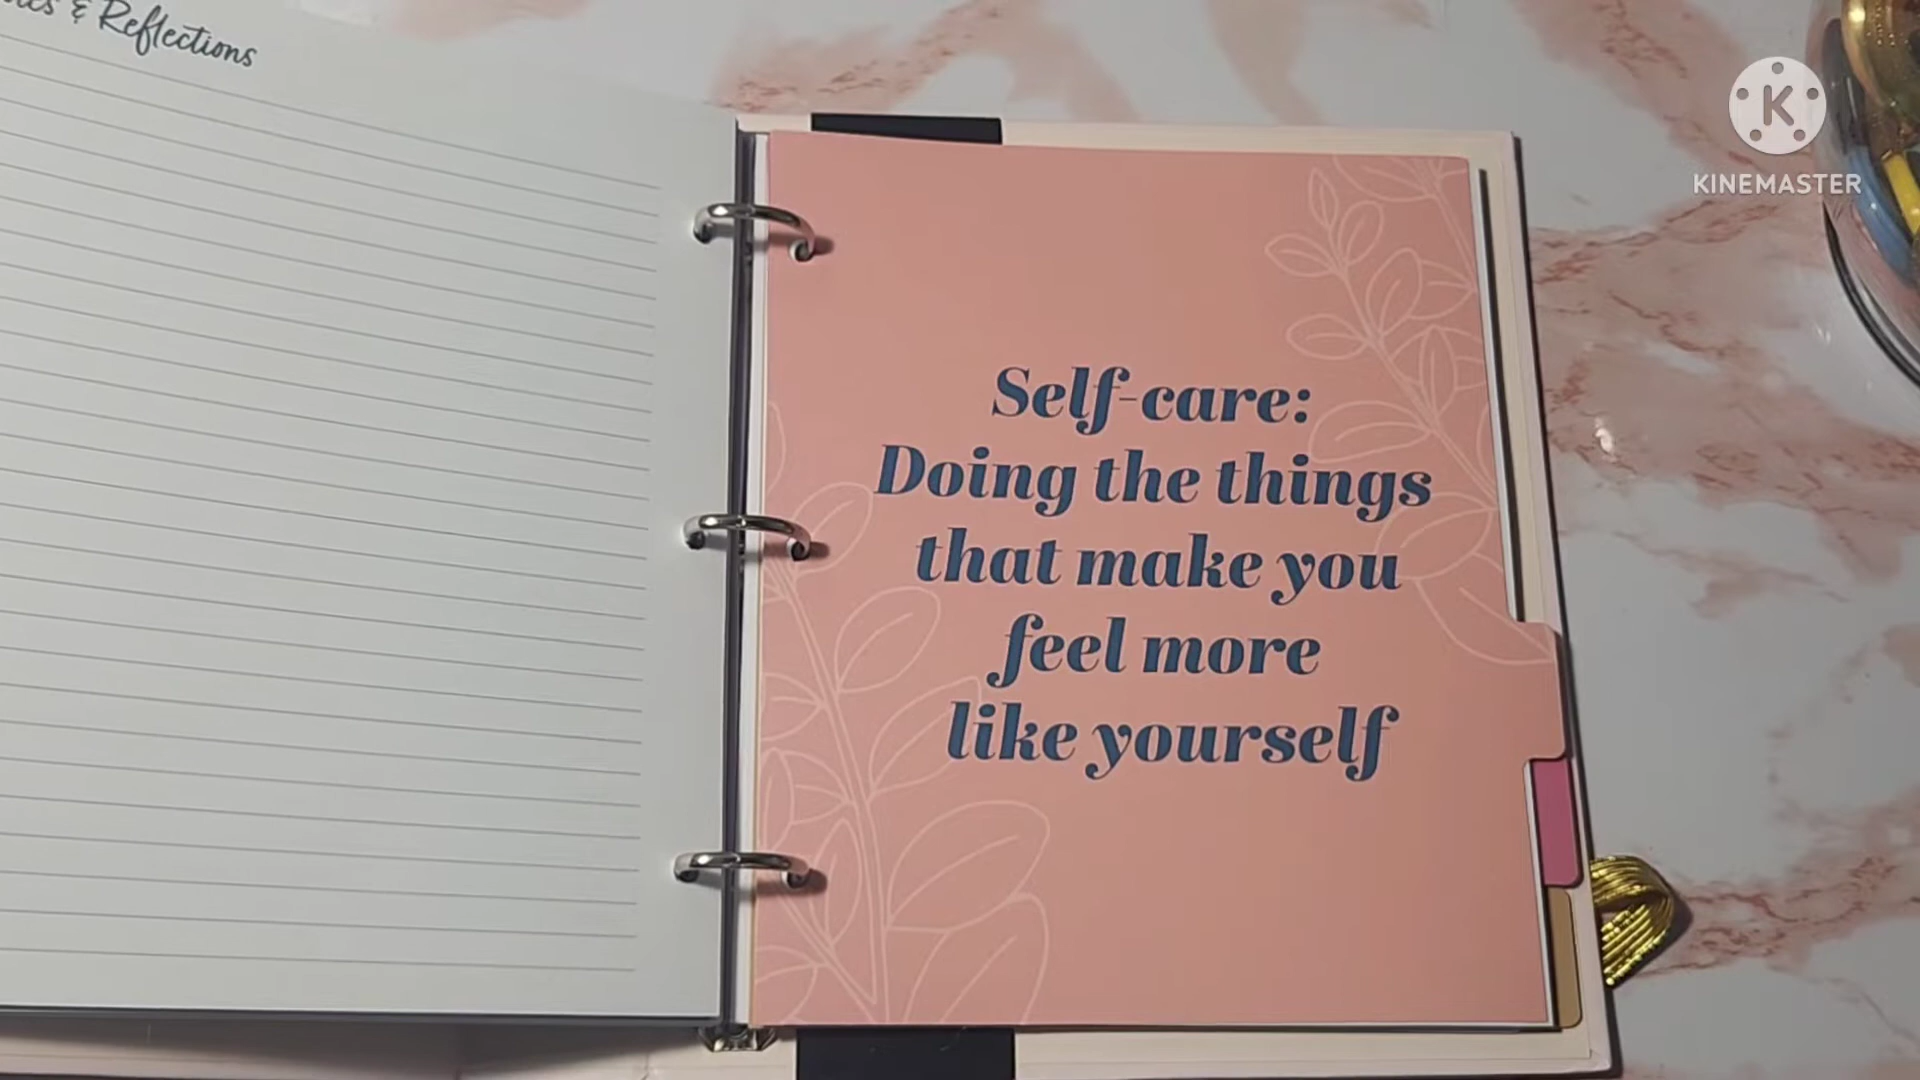 & Reflections
Self-care:
Doing the things
that make you
feel more
like yourself
K
KINEMASTER